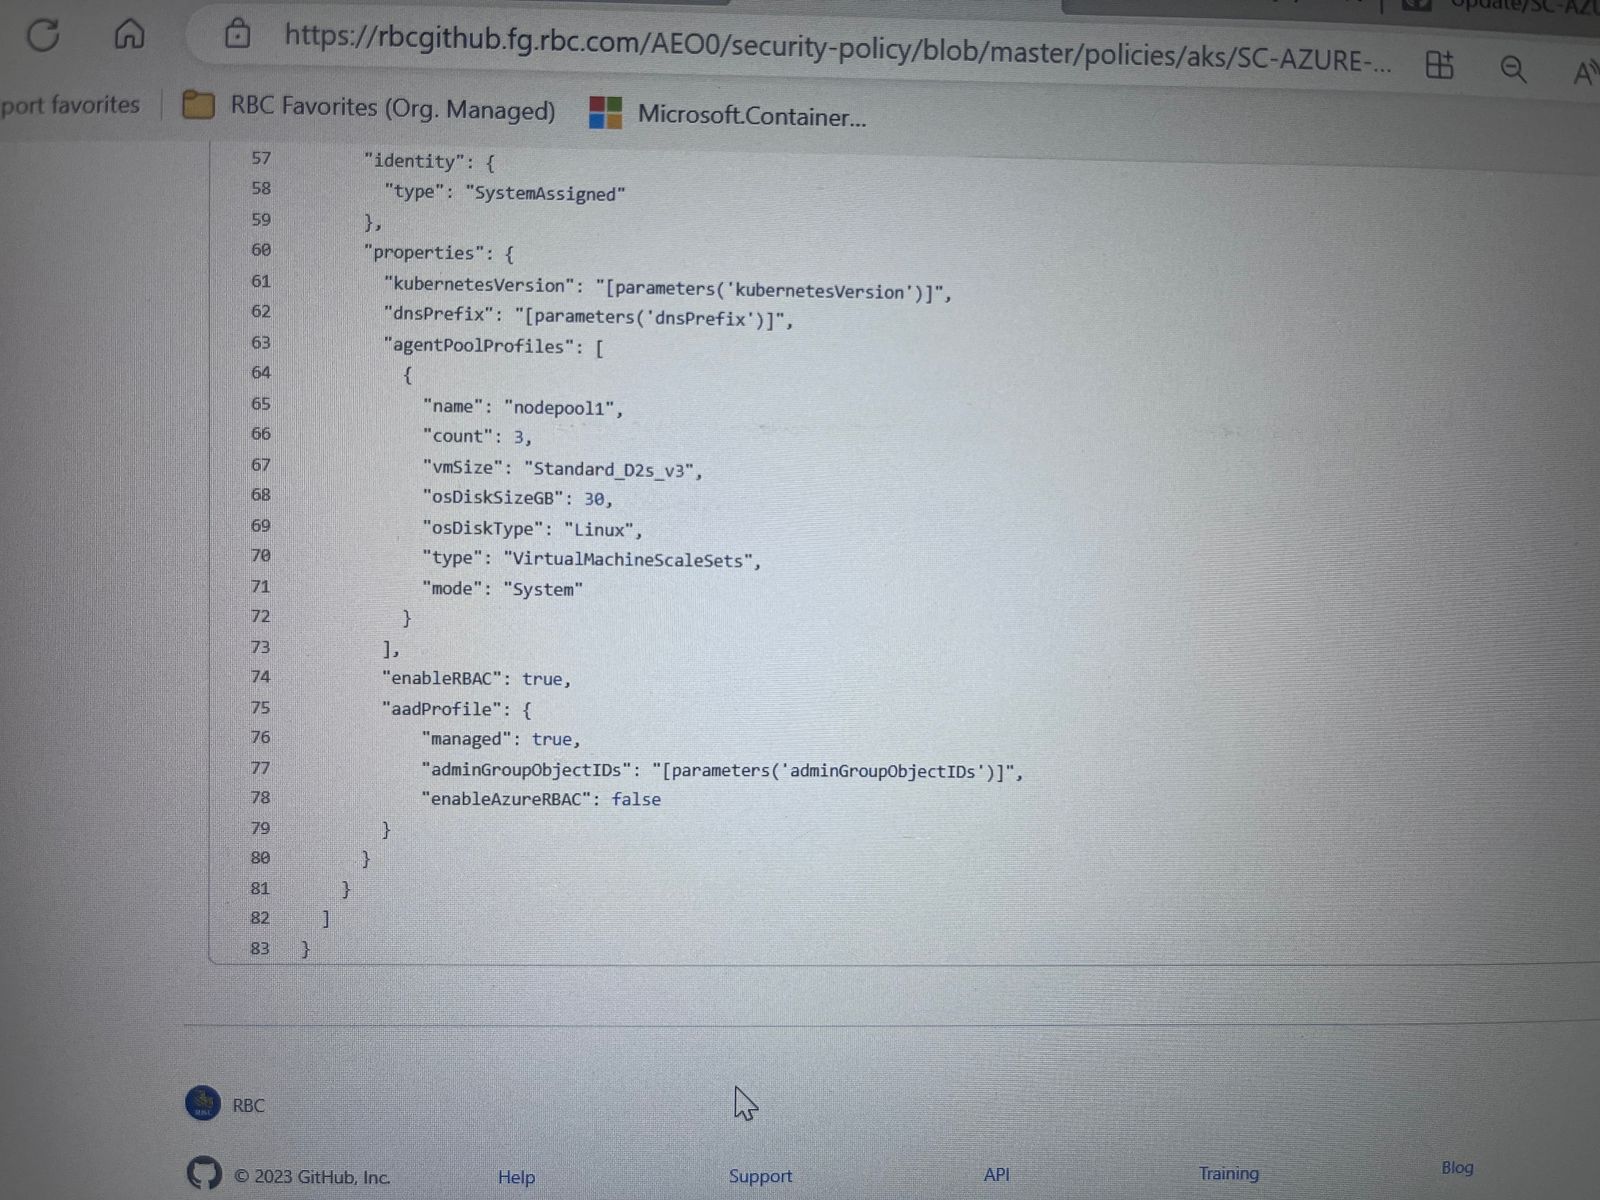 Update/SC-AZU
https://rbcgithub.fg.rbc.com/AEO0/security-policy/blob/master/policies/aks/SC-AZURE-...
port favorites
RBC Favorites (Org. Managed)
Microsoft.Container...
57 "identity": {
58 "type": "SystemAssigned"
59 },
60 "properties": {
61 "kubernetesVersion": "[parameters('kubernetesVersion')]",
62 "dnsPrefix": "[parameters('dnsPrefix')]",
63 "agentPoolProfiles": [
64 {
65 "name": "nodepool1",
66 "count": 3,
67 "vmSize": "Standard_D2s_v3",
68 "osDiskSizeGB": 30,
69 "osDiskType": "Linux",
70 "type": "VirtualMachineScaleSets",
71 "mode": "System"
72 }
73 ],
74 "enableRBAC": true,
75 "aadProfile": {
76 "managed": true,
77 "adminGroupObjectIDs": "[parameters('adminGroupObjectIDs')]",
78 "enableAzureRBAC": false
79 }
80 }
81 }
82 ]
83 }
RBC
© 2023 GitHub, Inc.
Help
Support
API
Training
Blog